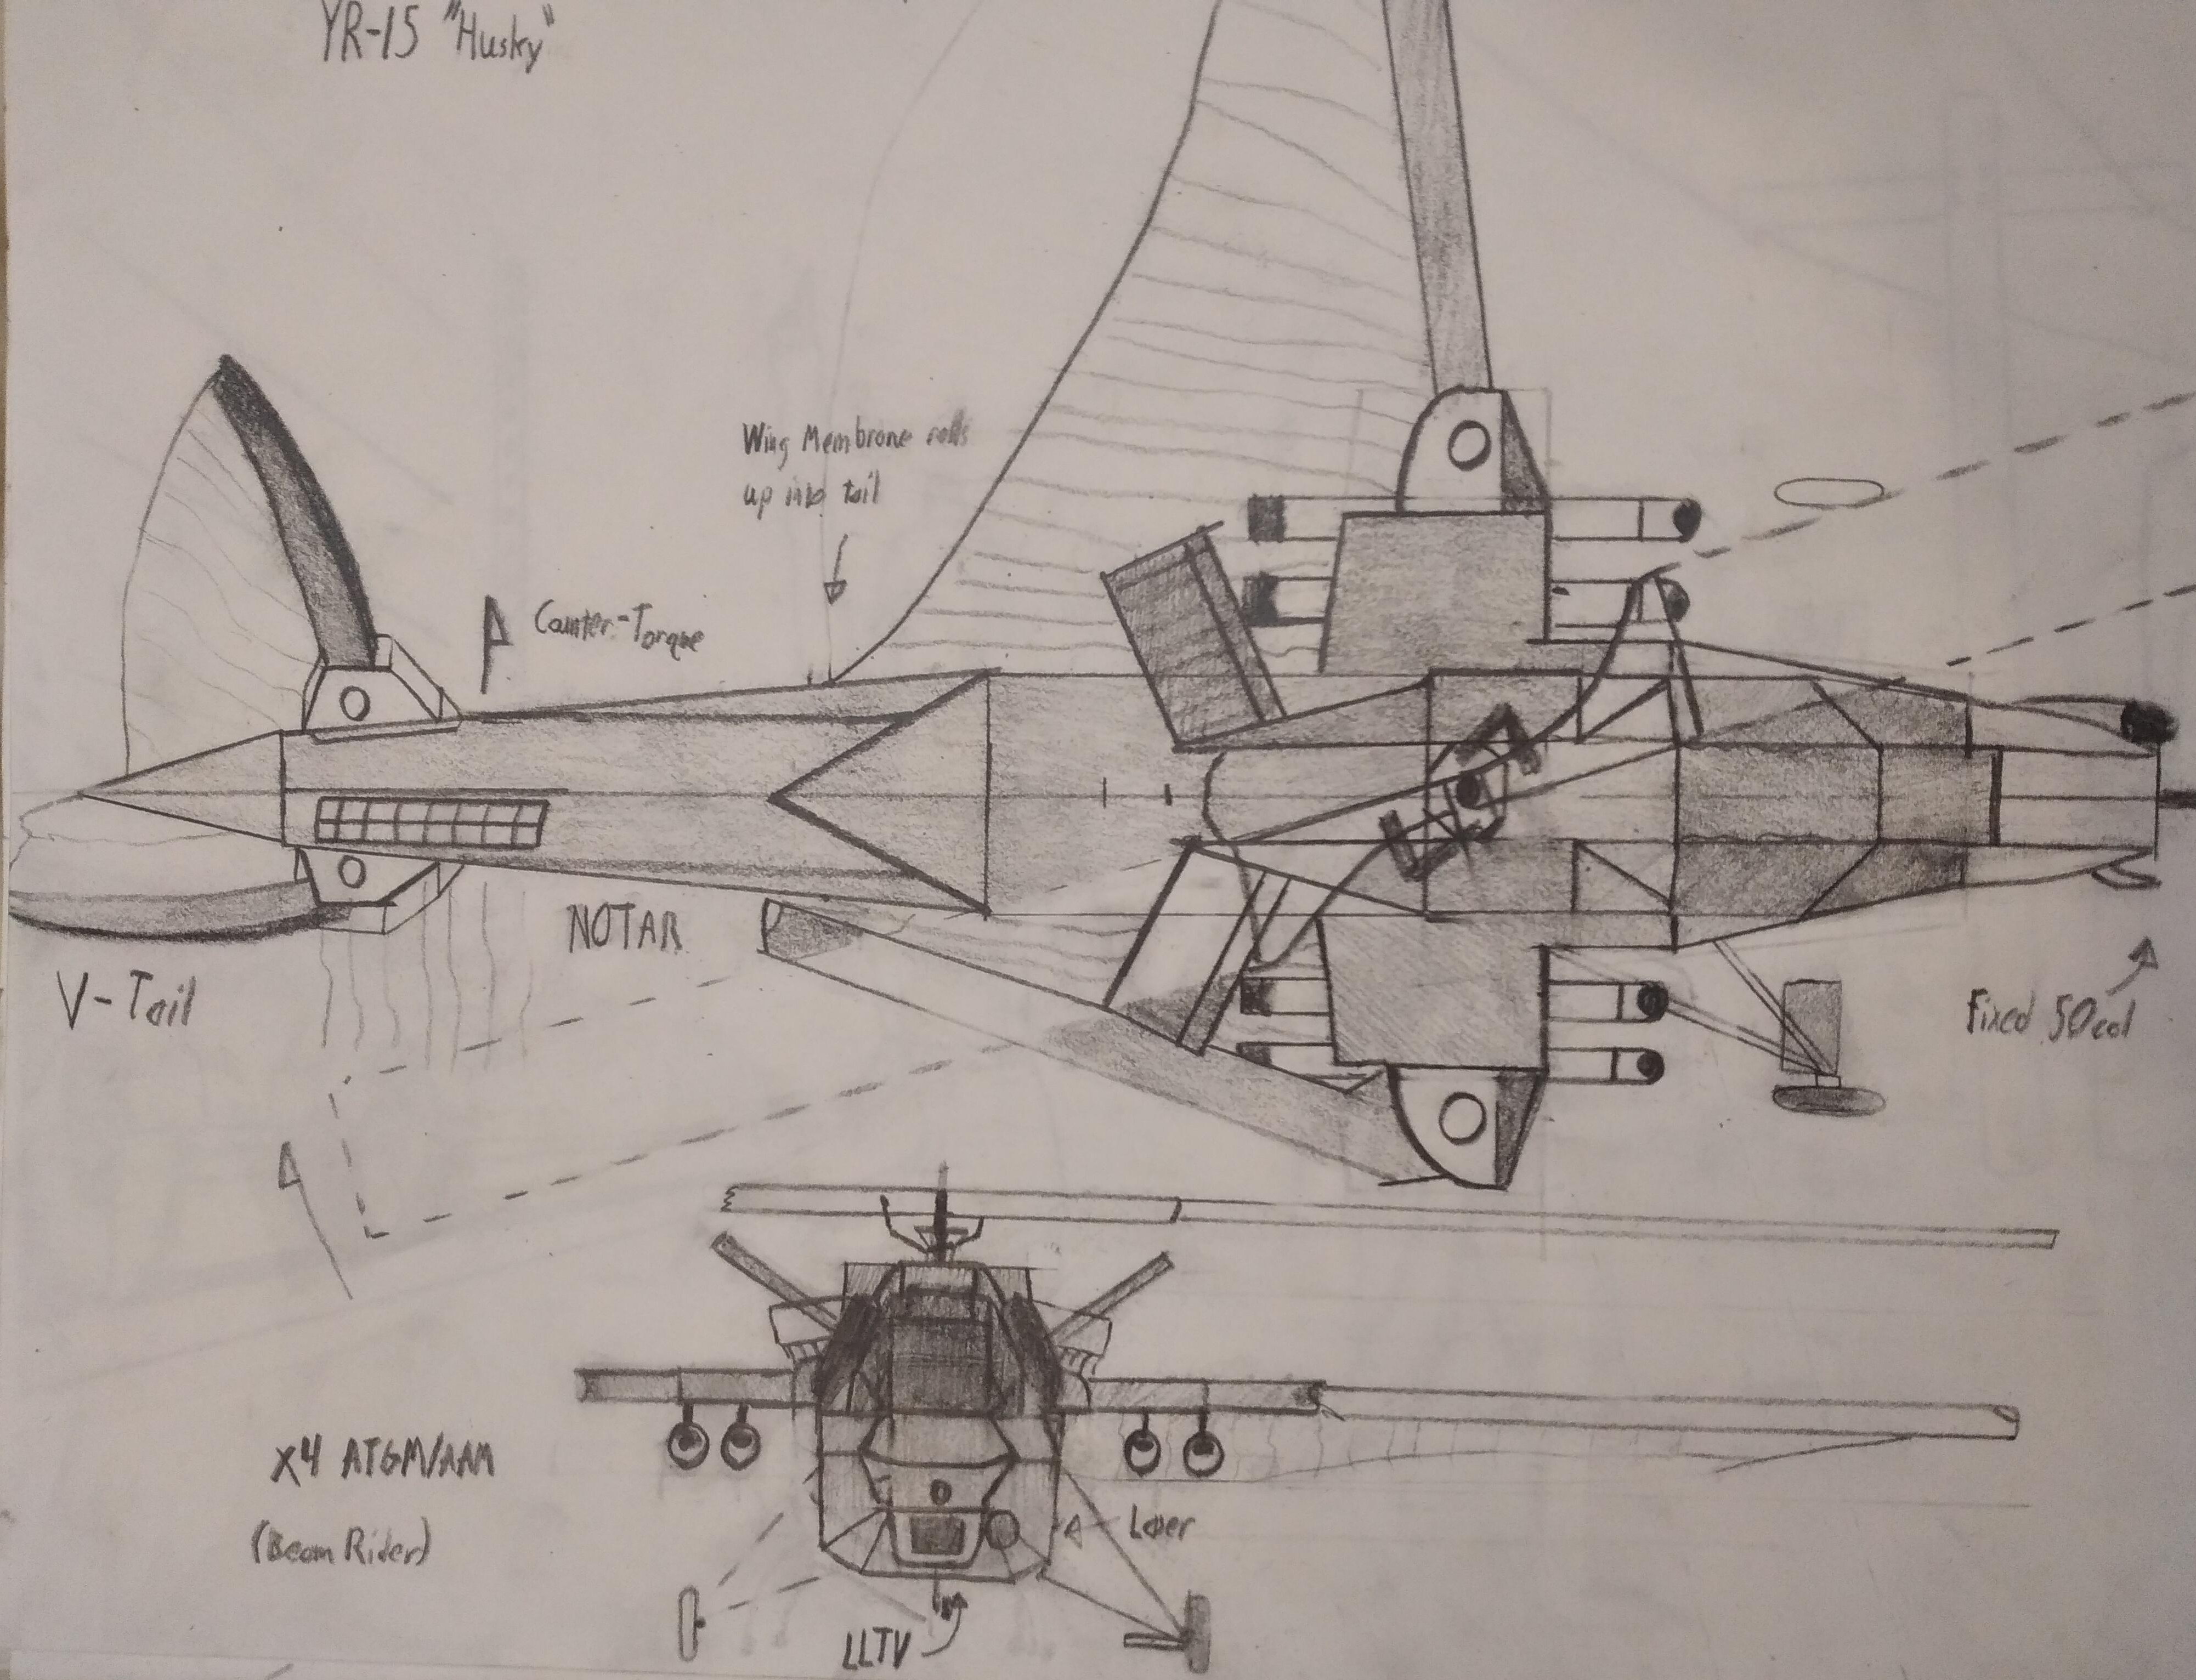 YR-15 "Husky"
Wing Membrane rolls
up into tail
Counter-Torque
NOTAR
V-Tail
Fixed 50cal
x4 ATGM/AAM
(Beam Rider)
Laser
LLTV